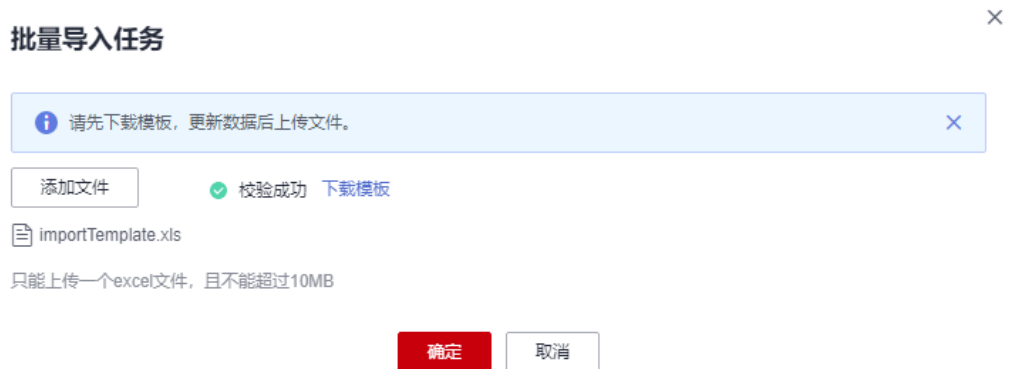 批量导入任务
请先下载模板，更新数据后上传文件。
添加文件 校验成功 下载模板
importTemplate.xls
只能上传一个excel文件，且不能超过10MB
确定 取消